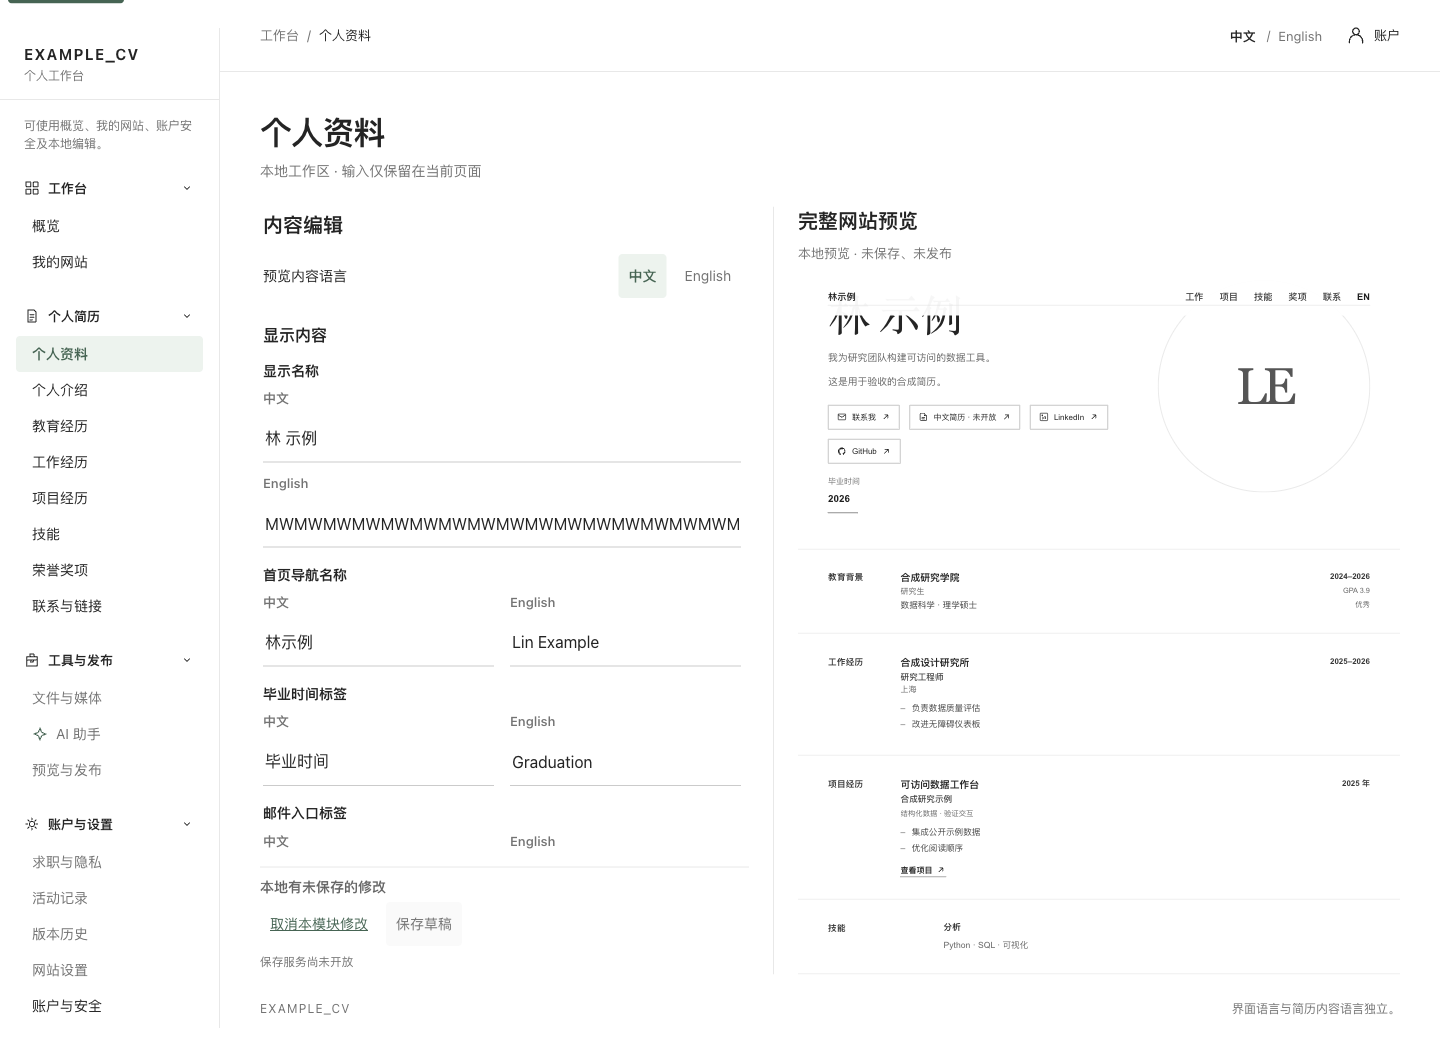 EXAMPLE_CV
个人工作台
可使用概览、我的网站、账户安
全及本地编辑。
工作台
概览
我的网站
个人简历
个人资料
个人介绍
教育经历
工作经历
项目经历
技能
荣誉奖项
联系与链接
工具与发布
文件与媒体
AI 助手
预览与发布
账户与设置
求职与隐私
活动记录
版本历史
网站设置
账户与安全
工作台 / 个人资料
中文 / English 账户
个人资料
本地工作区 · 输入仅保留在当前页面
内容编辑
预览内容语言 中文 English
显示内容
显示名称
中文
林 示例
English
MWMWMWMWMWMWMWMWMWMWMWMWMWMWMWMWM
首页导航名称
中文 English
林示例 Lin Example
毕业时间标签
中文 English
毕业时间 Graduation
邮件入口标签
中文 English
本地有未保存的修改
取消本模块修改 保存草稿
保存服务尚未开放
完整网站预览
本地预览 · 未保存、未发布
林示例 工作 项目 技能 奖项 联系 EN
林 示例
我为研究团队构建可访问的数据工具。
这是用于验收的合成简历。
LE
联系我 中文简历 · 未开放 LinkedIn
GitHub
毕业时间
2026
教育背景 合成研究学院 2024–2026
研究生 GPA 3.9
数据科学 · 理学硕士 优秀
工作经历 合成设计研究所 2025–2026
研究工程师
上海
– 负责数据质量评估
– 改进无障碍仪表板
项目经历 可访问数据工作台 2025 年
合成研究示例
结构化数据 · 验证交互
– 集成公开示例数据
– 优化阅读顺序
查看项目
技能 分析
Python · SQL · 可视化
EXAMPLE_CV
界面语言与简历内容语言独立。